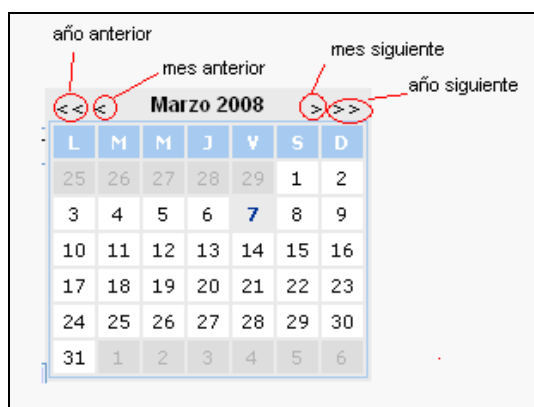 año anterior
mes siguiente
mes anterior
año siguiente
<< < Marzo 2008 > >>
L M M J V S D
25 26 27 28 29 1 2
3 4 5 6 7 8 9
10 11 12 13 14 15 16
17 18 19 20 21 22 23
24 25 26 27 28 29 30
31 1 2 3 4 5 6